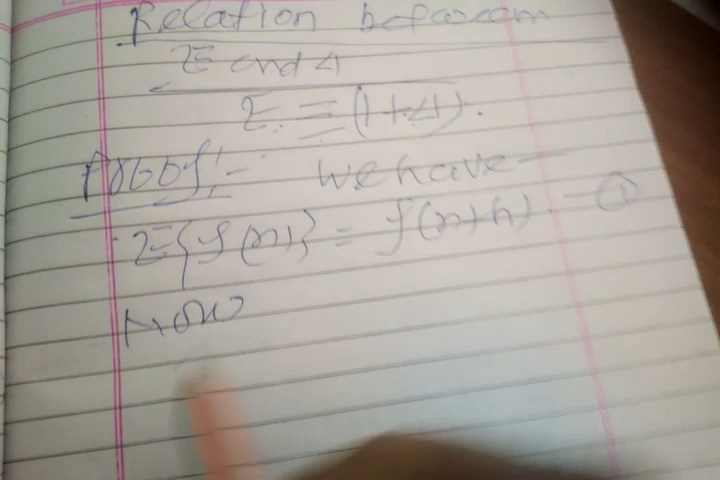 Relation between
E and Δ
E = (1+Δ).
Proof:- We have
E{f(x)} = f(x+h). — ①
Now